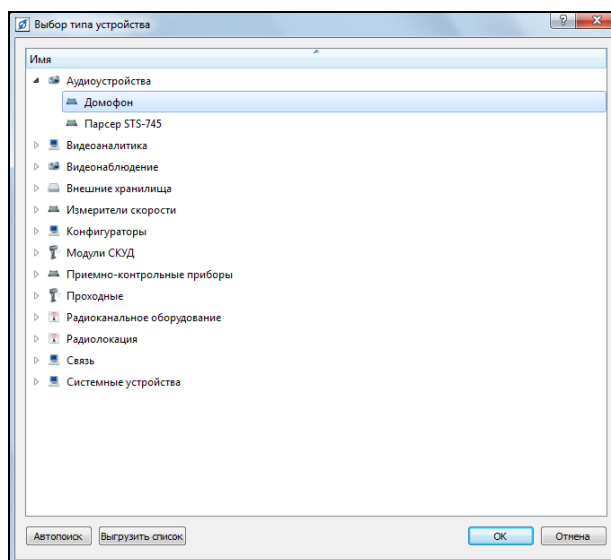 Выбор типа устройства
Имя
Аудиоустройства
Домофон
Парсер STS-745
Видеоаналитика
Видеонаблюдение
Внешние хранилища
Измерители скорости
Конфигураторы
Модули СКУД
Приемно-контрольные приборы
Проходные
Радиоканальное оборудование
Радиолокация
Связь
Системные устройства
Автопоиск Выгрузить список OK Отмена